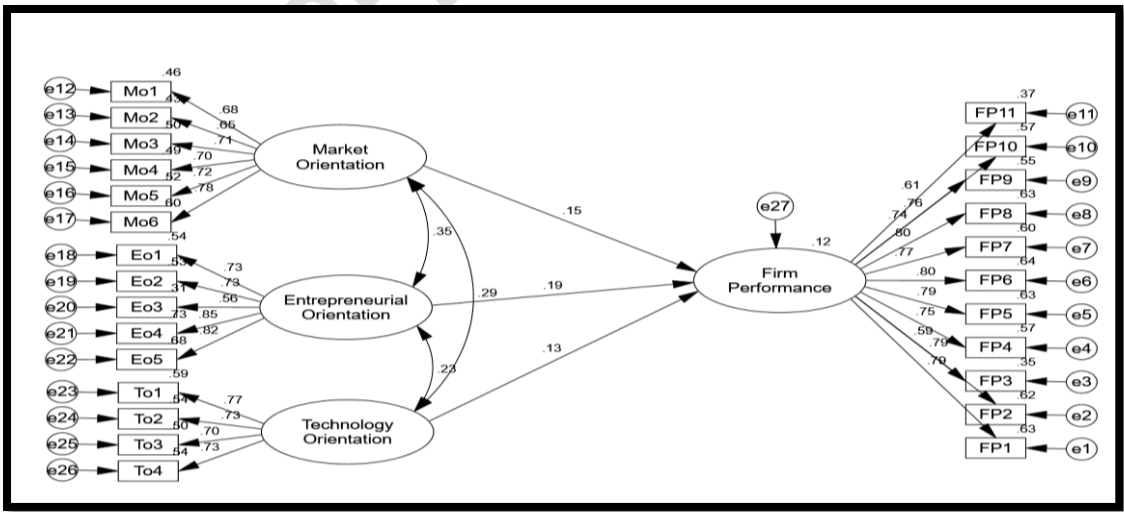 .46
e12 Mo1
.43
e13 Mo2
.50
e14 Mo3
.49
e15 Mo4
.52
e16 Mo5
.60
e17 Mo6
.68
.65
.71
.70
.72
.78
Market
Orientation
.54
e18 Eo1
.53
e19 Eo2
.31
e20 Eo3
.73
e21 Eo4
.68
e22 Eo5
.73
.73
.56
.85
.82
Entrepreneurial
Orientation
.59
e23 To1
.54
e24 To2
.50
e25 To3
.54
e26 To4
.77
.73
.70
.73
Technology
Orientation
.35
.29
.23
.15
.19
.13
e27
.12
Firm
Performance
.61
.76
.74
.80
.77
.80
.79
.75
.59
.79
.79
.37
FP11 e11
.57
FP10 e10
.55
FP9 e9
.63
FP8 e8
.60
FP7 e7
.64
FP6 e6
.63
FP5 e5
.57
FP4 e4
.35
FP3 e3
.62
FP2 e2
.63
FP1 e1